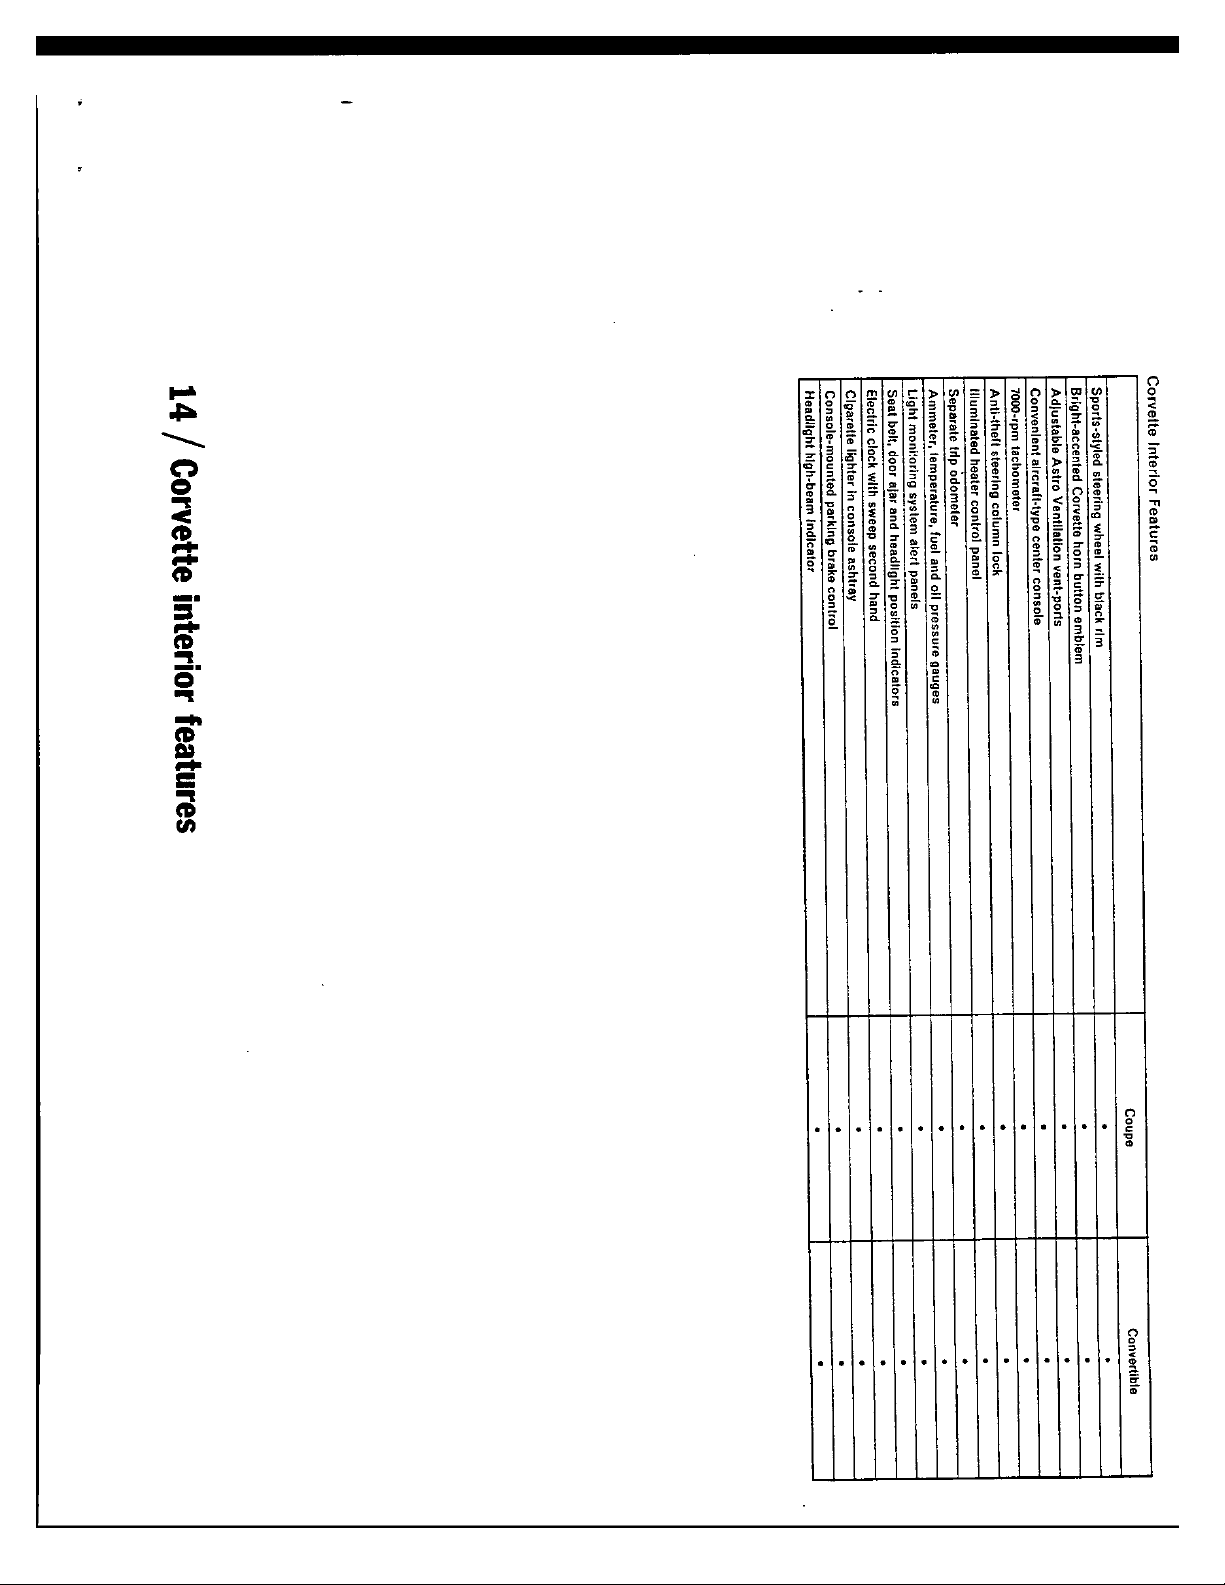 Corvette Interior Features
Coupe Convertible
Sports-styled steering wheel with black rim • •
Bright-accented Corvette horn button emblem • •
Adjustable Astro Ventilation vent-ports • •
Convenient aircraft-type center console • •
7000-rpm tachometer • •
Anti-theft steering column lock • •
Illuminated heater control panel • •
Separate trip odometer • •
Ammeter, temperature, fuel and oil pressure gauges • •
Light monitoring system alert panels • •
Seat belt, door ajar and headlight position indicators • •
Electric clock with sweep second hand • •
Cigarette lighter in console ashtray • •
Console-mounted parking brake control • •
Headlight high-beam indicator • •
14 / Corvette interior features